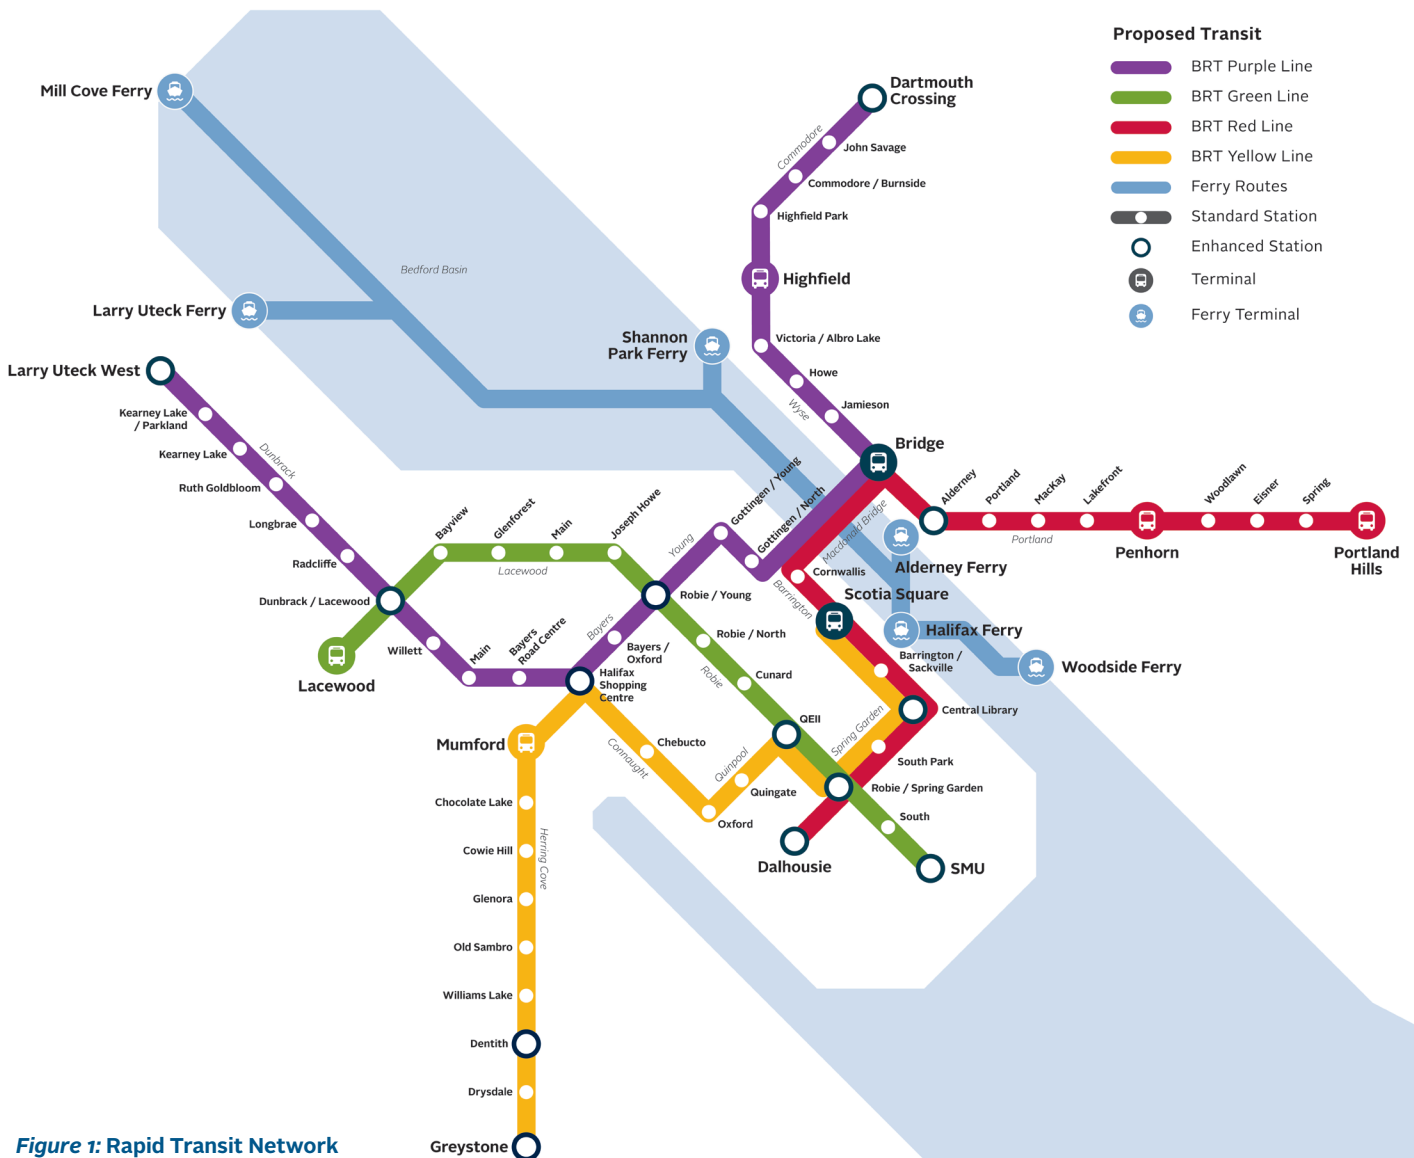 Proposed Transit
BRT Purple Line
BRT Green Line
BRT Red Line
BRT Yellow Line
Ferry Routes
Standard Station
Enhanced Station
Terminal
Ferry Terminal
Mill Cove Ferry
Dartmouth
Crossing
Commodore
John Savage
Commodore / Burnside
Highfield Park
Bedford Basin
Highfield
Larry Uteck Ferry
Shannon
Park Ferry
Victoria / Albro Lake
Larry Uteck West
Howe
Wyse
Jamieson
Kearney Lake
/ Parkland
Kearney Lake
Dunbrack
Ruth Goldbloom
Longbrae
Radcliffe
Dunbrack / Lacewood
Bridge
Alderney
Portland
MacKay
Lakefront
Woodlawn
Eisner
Spring
Portland
Penhorn
Portland
Hills
Bayview
Glenforest
Main
Joseph Howe
Lacewood
Young
Gottingen / Young
Gottingen / North
Macdonald Bridge
Alderney Ferry
Cornwallis
Barrington
Scotia Square
Halifax Ferry
Woodside Ferry
Barrington /
Sackville
Robie / Young
Bayers
Bayers /
Oxford
Robie / North
Robie
Cunard
Willett
Main
Bayers
Road Centre
Lacewood
Halifax
Shopping
Centre
QEII
Central Library
Spring Garden
South Park
Robie / Spring Garden
South
SMU
Dalhousie
Mumford
Chebucto
Connaught
Quinpool
Quingate
Oxford
Chocolate Lake
Cowie Hill
Herring Cove
Glenora
Old Sambro
Williams Lake
Dentith
Drysdale
Greystone
Figure 1: Rapid Transit Network